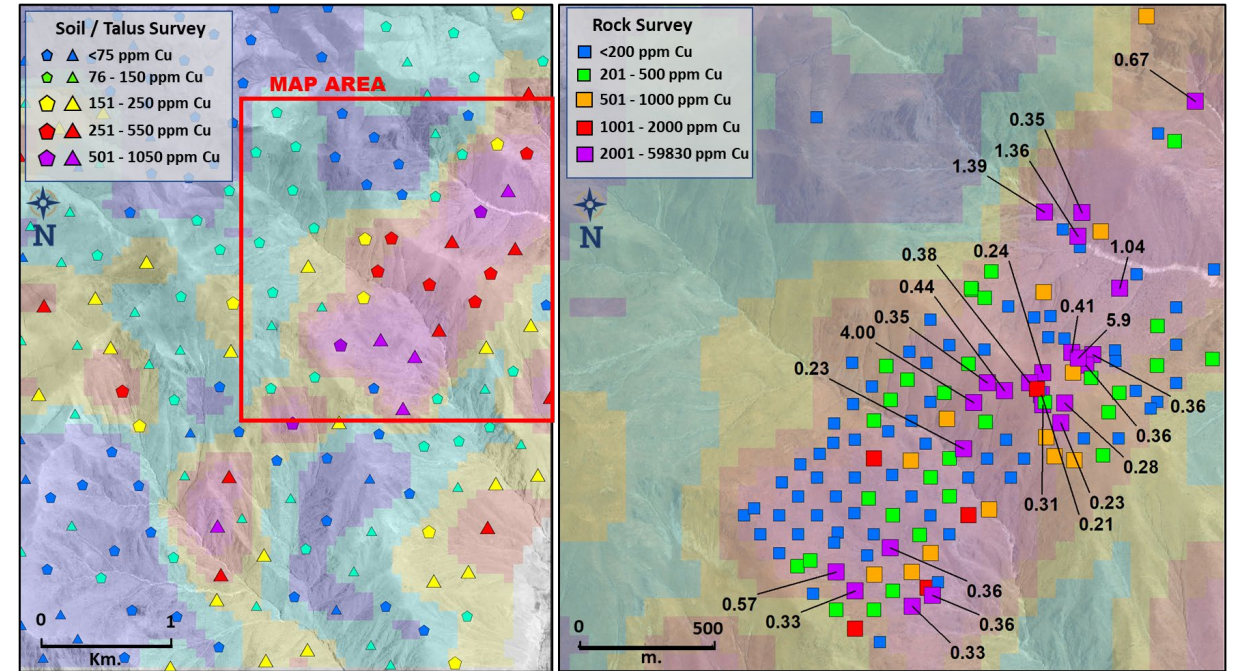 Soil / Talus Survey
<75 ppm Cu
76 - 150 ppm Cu
151 - 250 ppm Cu
251 - 550 ppm Cu
501 - 1050 ppm Cu
N
MAP AREA
0 1
Km.
Rock Survey
<200 ppm Cu
201 - 500 ppm Cu
501 - 1000 ppm Cu
1001 - 2000 ppm Cu
2001 - 59830 ppm Cu
N
0.67
0.35
1.36
1.39
0.38
0.24
1.04
0.44
0.41
5.9
0.35
4.00
0.23
0.36
0.36
0.28
0.31
0.23
0.21
0.36
0.57
0.33
0.36
0.33
0 500
m.